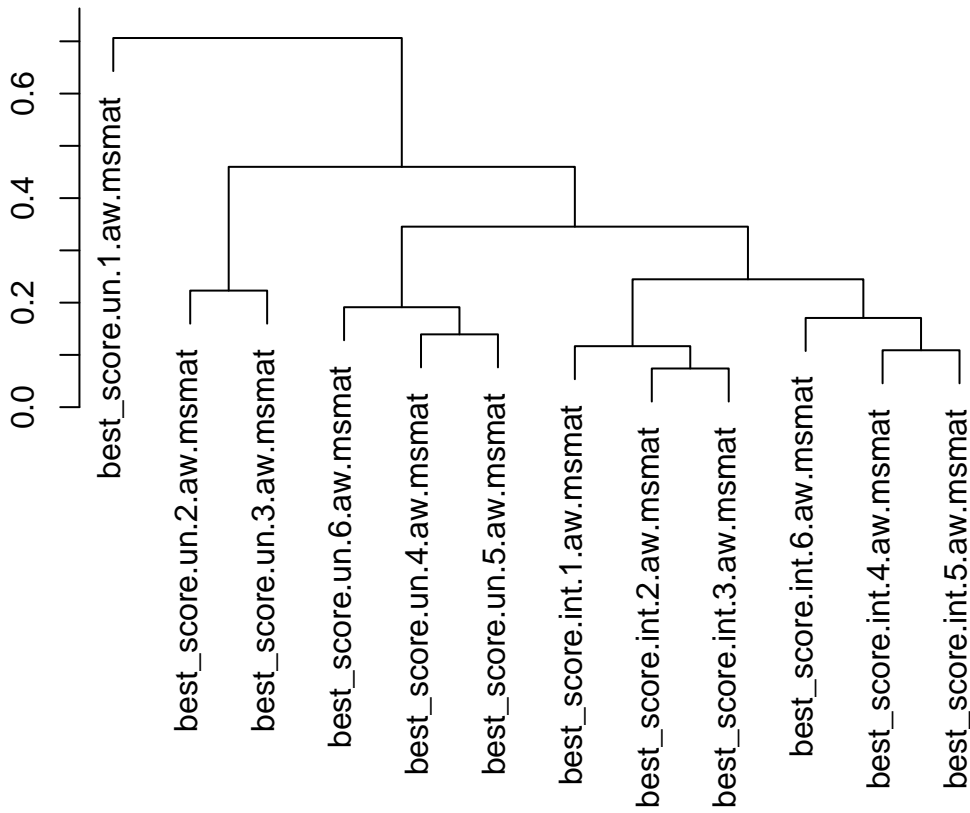 0.6
0.4
0.2
0.0
best_score.un.1.aw.msmat
best_score.un.2.aw.msmat
best_score.un.3.aw.msmat
best_score.un.6.aw.msmat
best_score.un.4.aw.msmat
best_score.un.5.aw.msmat
best_score.int.1.aw.msmat
best_score.int.2.aw.msmat
best_score.int.3.aw.msmat
best_score.int.6.aw.msmat
best_score.int.4.aw.msmat
best_score.int.5.aw.msmat